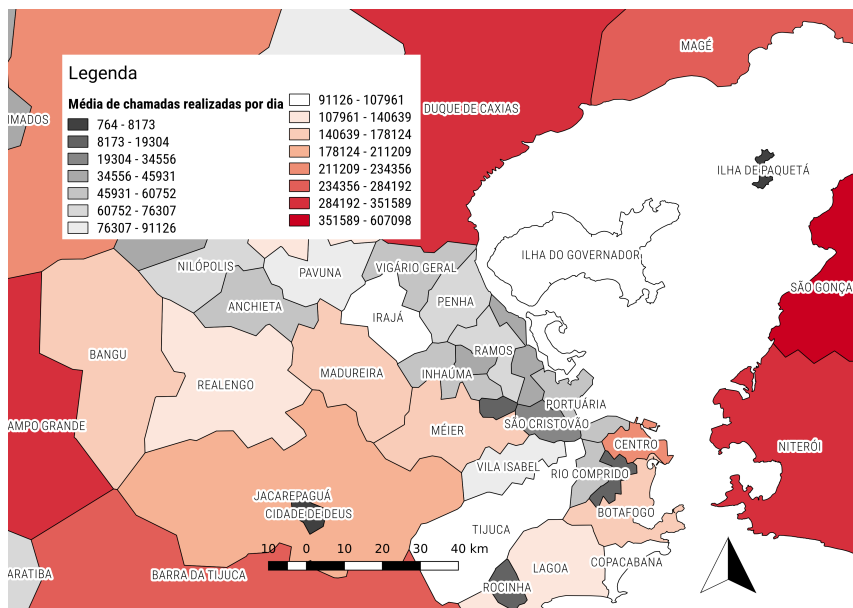 MAGÉ
Legenda
Média de chamadas realizadas por dia
764 - 8173
8173 - 19304
19304 - 34556
34556 - 45931
45931 - 60752
60752 - 76307
76307 - 91126
91126 - 107961
107961 - 140639
140639 - 178124
178124 - 211209
211209 - 234356
234356 - 284192
284192 - 351589
351589 - 607098
DUQUE DE CAXIAS
IMADOS
ILHA DE PAQUETÁ
ILHA DO GOVERNADOR
NILÓPOLIS
PAVUNA
VIGÁRIO GERAL
SÃO GONÇA
ANCHIETA
PENHA
IRAJÁ
BANGU
RAMOS
REALENGO
MADUREIRA
INHAÚMA
PORTUÁRIA
AMPO GRANDE
MÉIER
SÃO CRISTOVÃO
CENTRO
NITERÓI
VILA ISABEL
RIO COMPRIDO
JACAREPAGUÁ
CIDADE DE DEUS
BOTAFOGO
TIJUCA
10 0 10 20 30 40 km
COPACABANA
LAGOA
ARATIBA
BARRA DA TIJUCA
ROCINHA